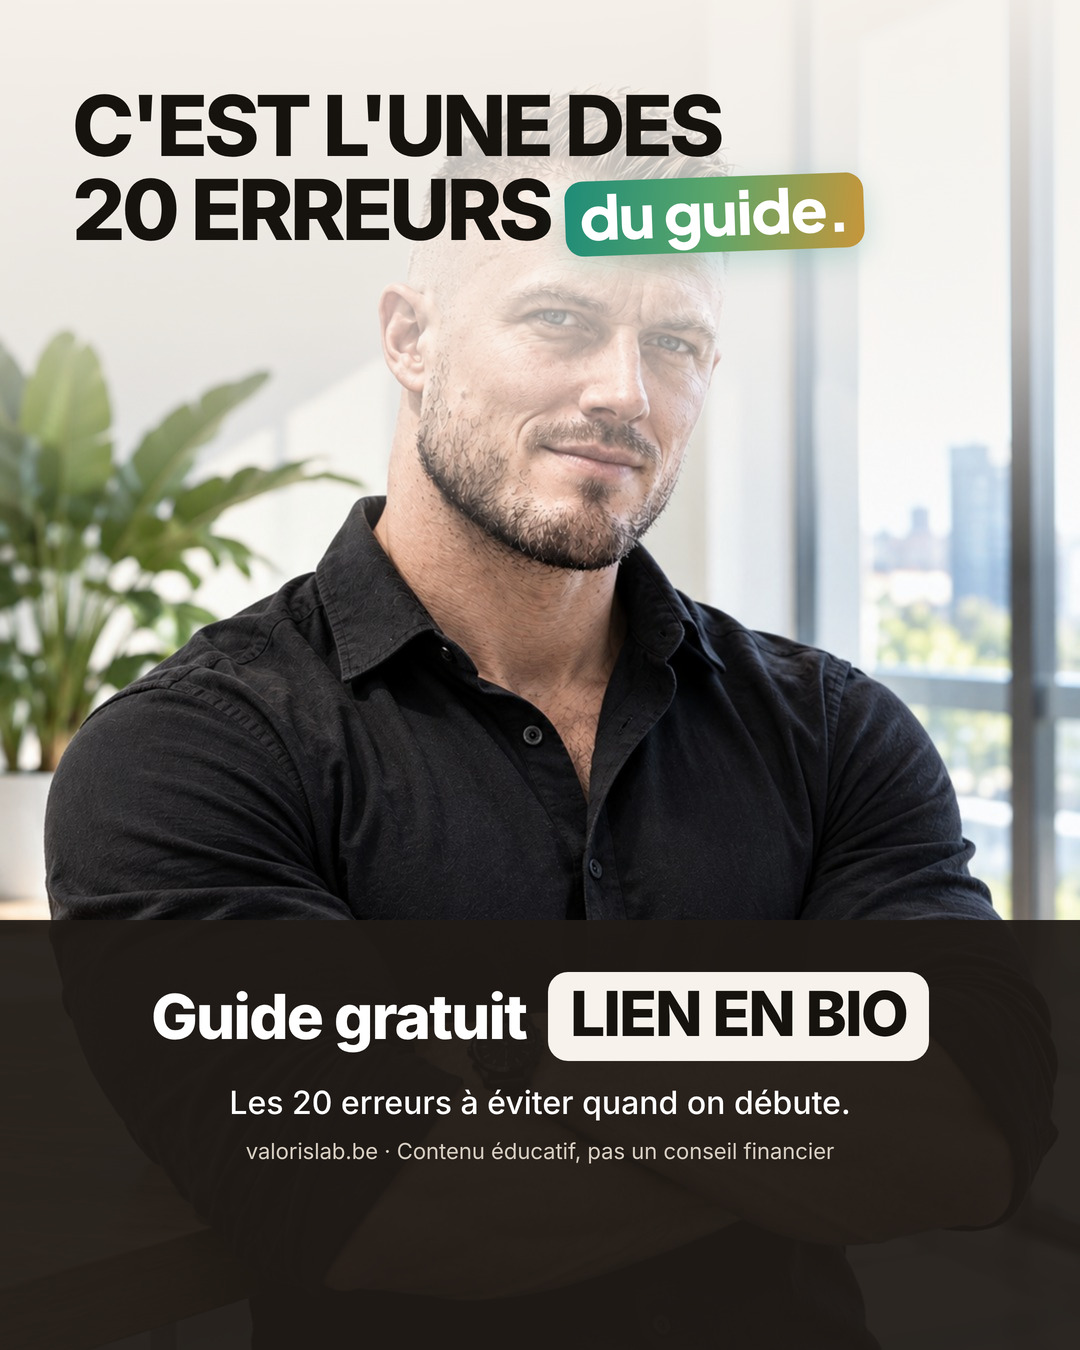 C'EST L'UNE DES
20 ERREURS du guide.
Guide gratuit LIEN EN BIO
Les 20 erreurs à éviter quand on débute.
valorislab.be · Contenu éducatif, pas un conseil financier